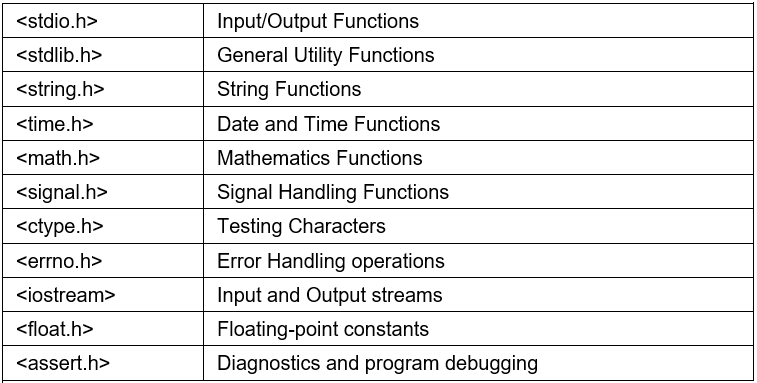 <stdio.h> Input/Output Functions
<stdlib.h> General Utility Functions
<string.h> String Functions
<time.h> Date and Time Functions
<math.h> Mathematics Functions
<signal.h> Signal Handling Functions
<ctype.h> Testing Characters
<errno.h> Error Handling operations
<iostream> Input and Output streams
<float.h> Floating-point constants
<assert.h> Diagnostics and program debugging